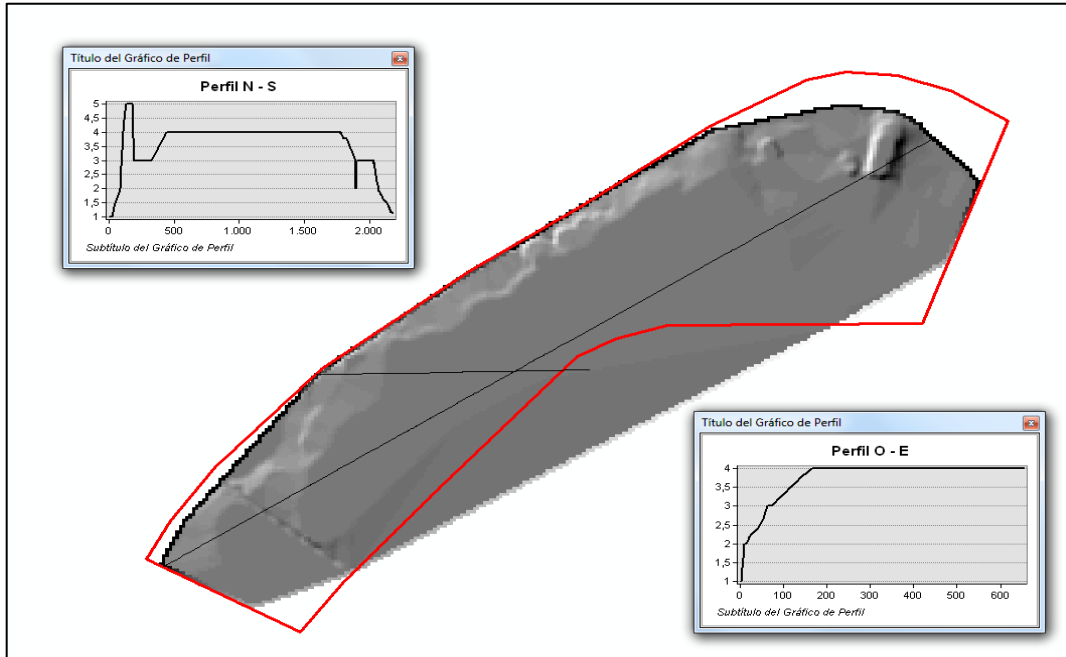 Título del Gráfico de Perfil
Perfil N - S
5
4,5
4
3,5
3
2,5
2
1,5
1
0 500 1.000 1.500 2.000
Subtítulo del Gráfico de Perfil
Título del Gráfico de Perfil
Perfil O - E
4
3,5
3
2,5
2
1,5
1
0 100 200 300 400 500 600
Subtítulo del Gráfico de Perfil